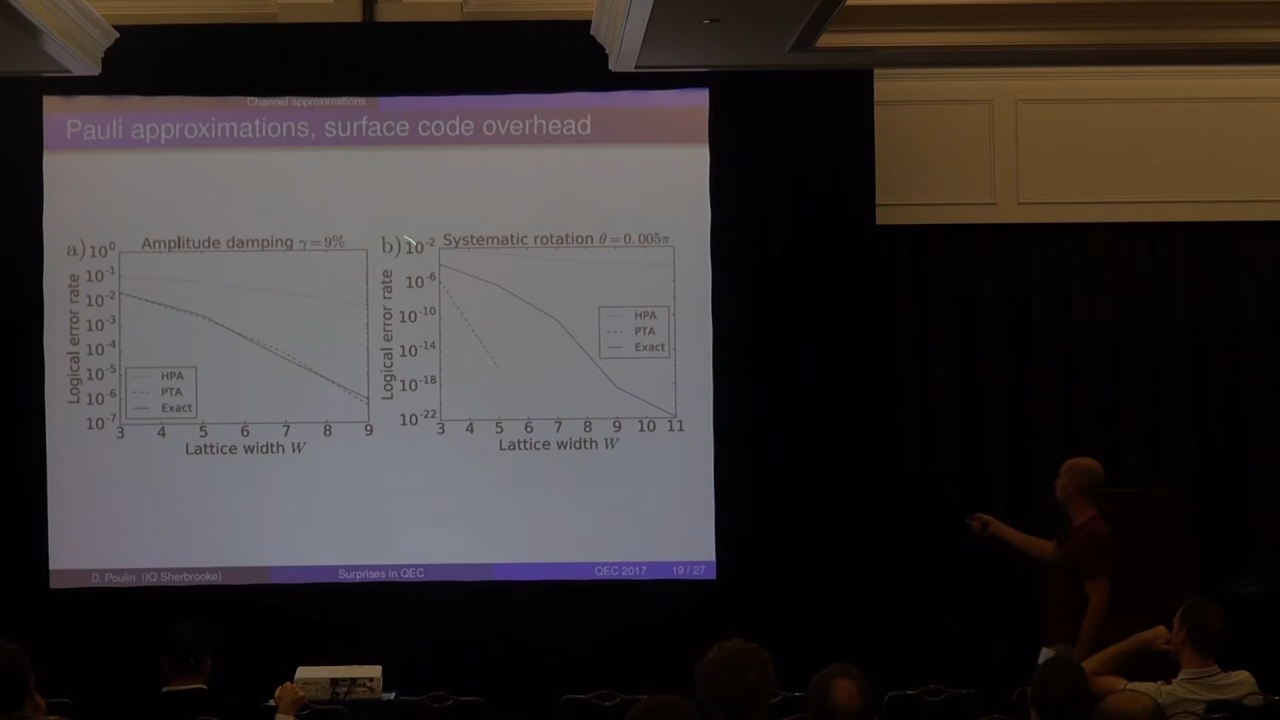 Channel approximations
Pauli approximations, surface code overhead
a)
Amplitude damping γ=9%
10^0
10^-1
10^-2
10^-3
10^-4
10^-5
10^-6
10^-7
Logical error rate
HPA
PTA
Exact
3 4 5 6 7 8 9
Lattice width W
b)
Systematic rotation θ=0.005π
10^-2
10^-6
10^-10
10^-14
10^-18
10^-22
Logical error rate
HPA
PTA
Exact
3 4 5 6 7 8 9 10 11
Lattice width W
D. Poulin (IQ Sherbrooke) Surprises in QEC QEC 2017 19 / 27